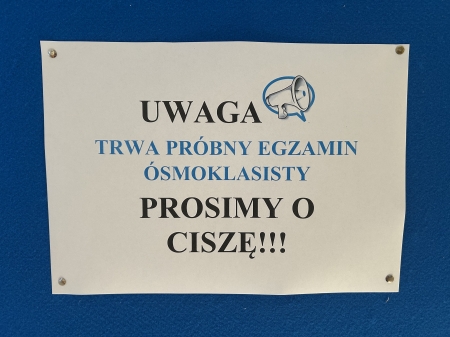 UWAGA
TRWA PRÓBNY EGZAMIN
ÓSMOKLASISTY
PROSIMY O
CISZĘ!!!